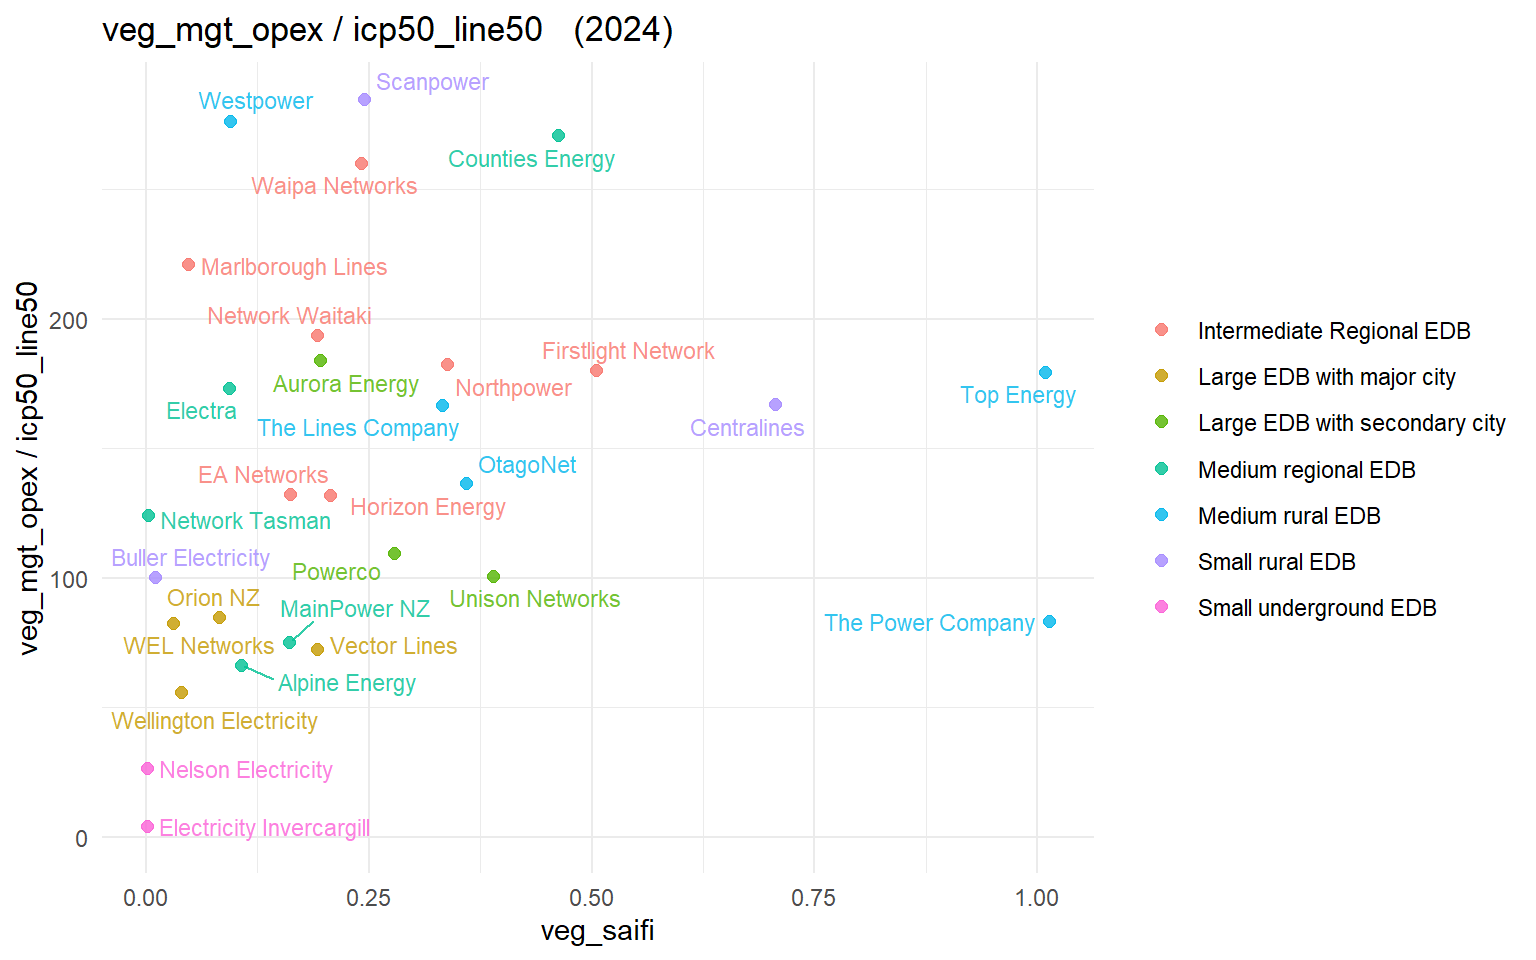 veg_mgt_opex / icp50_line50 (2024)
Scanpower
Westpower
Counties Energy
Waipa Networks
Marlborough Lines
Network Waitaki
Firstlight Network
Aurora Energy
Northpower
Top Energy
Electra
The Lines Company
Centralines
OtagoNet
EA Networks
Horizon Energy
Network Tasman
Buller Electricity
Powerco
Orion NZ
Unison Networks
MainPower NZ
The Power Company
WEL Networks
Vector Lines
Alpine Energy
Wellington Electricity
Nelson Electricity
Electricity Invercargill
200
100
0
veg_mgt_opex / icp50_line50
0.00
0.25
0.50
0.75
1.00
veg_saifi
Intermediate Regional EDB
Large EDB with major city
Large EDB with secondary city
Medium regional EDB
Medium rural EDB
Small rural EDB
Small underground EDB